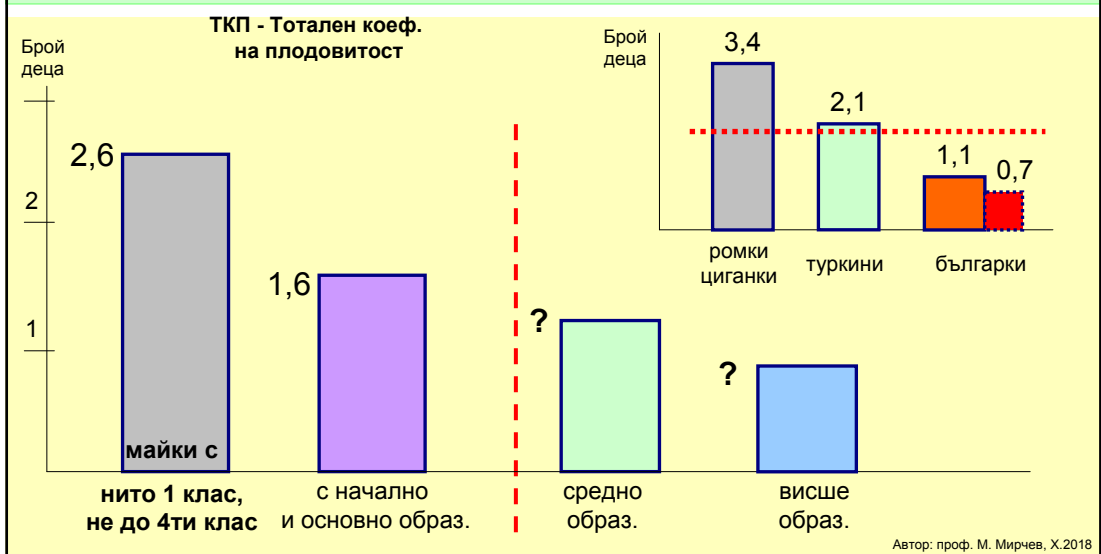 ТКП - Тотален коеф.
на плодовитост
Брой
деца
2
1
2,6
1,6
?
?
майки с
нито 1 клас,
не до 4ти клас
с начално
и основно образ.
средно
образ.
висше
образ.
Брой
деца
3,4
2,1
1,1
0,7
ромки
циганки
туркини
българки
Автор: проф. М. Мирчев, X.2018